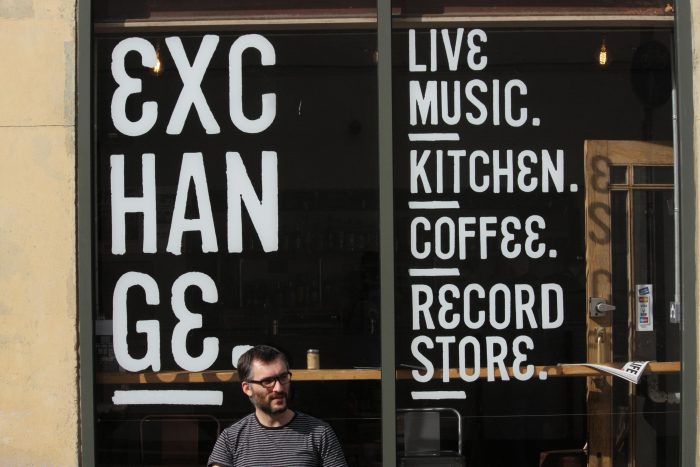 EXC
HAN
GE.
LIVE
MUSIC.
KITCHEN.
COFFEE.
RECORD
STORE.